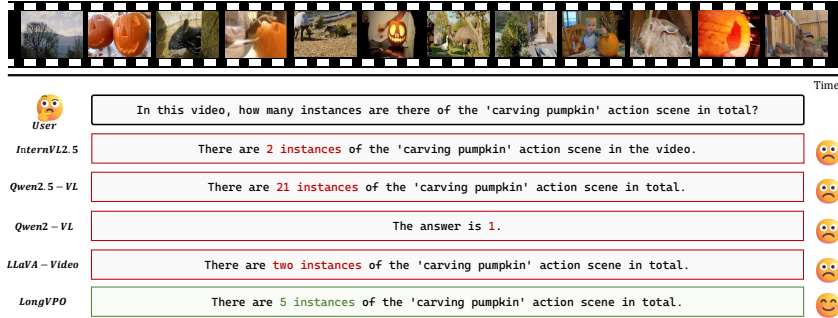 Time
User
In this video, how many instances are there of the 'carving pumpkin' action scene in total?
InternVL2.5
There are 2 instances of the 'carving pumpkin' action scene in the video.
Qwen2.5-VL
There are 21 instances of the 'carving pumpkin' action scene in total.
Qwen2-VL
The answer is 1.
LLaVA-Video
There are two instances of the 'carving pumpkin' action scene in total.
LongVPO
There are 5 instances of the 'carving pumpkin' action scene in total.